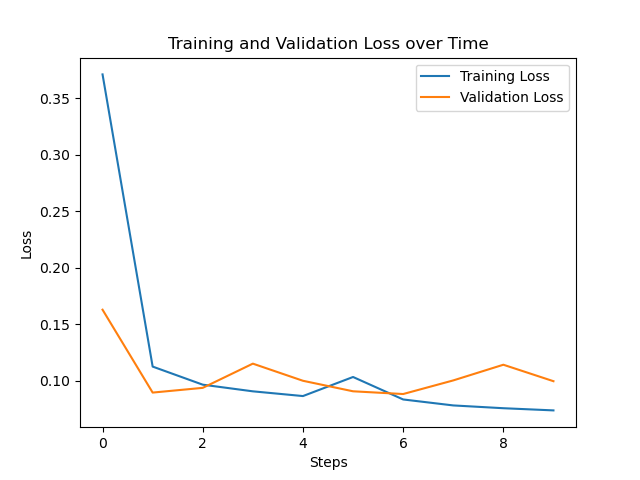 Training and Validation Loss over Time
Training Loss
Validation Loss
Loss
0.35
0.30
0.25
0.20
0.15
0.10
0 2 4 6 8
Steps